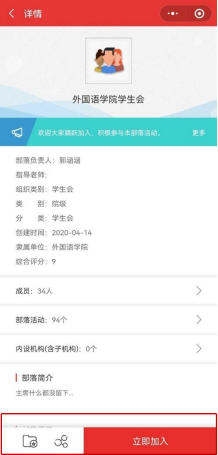 详情
外国语学院学生会
欢迎大家踊跃加入，积极参与本部落活动。 更多
部落负责人：郭涵涵
指导老师：
组织类别：学生会
类 别：院级
分 类：学生会
创建时间：2020-04-14
隶属单位：外国语学院
综合评分：9
成员：34人
部落活动：94个
内设机构(含子机构)：0个
部落简介
主席什么都没留下..
立即加入